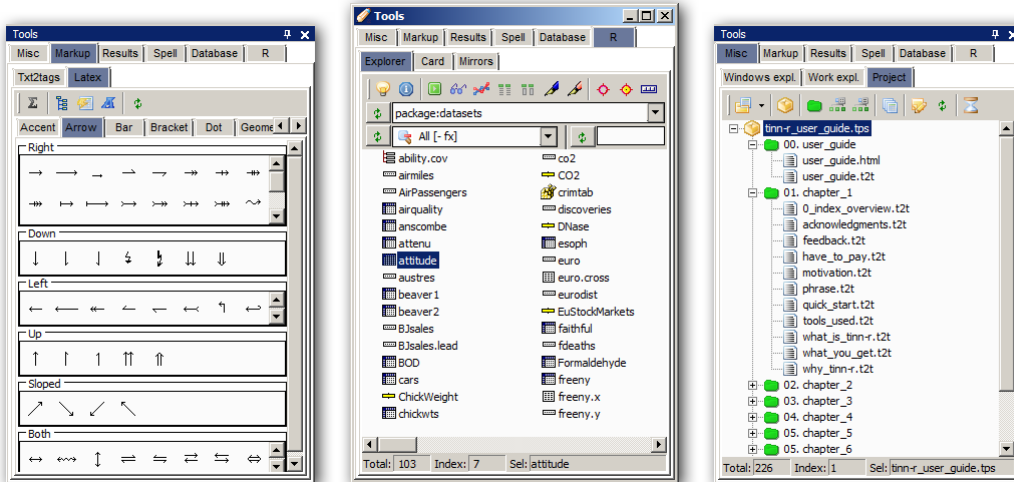 Tools
Misc Markup Results Spell Database R
Txt2tags Latex
Accent Arrow Bar Bracket Dot Geome
Right
Down
Left
Up
Sloped
Both
Tools
Misc Markup Results Spell Database R
Explorer Card Mirrors
package:datasets
All [- fx]
ability.cov
airmiles
AirPassengers
airquality
anscombe
attenu
attitude
austres
beaver1
beaver2
BJsales
BJsales.lead
BOD
cars
ChickWeight
chickwts
co2
CO2
crimtab
discoveries
DNase
esoph
euro
euro.cross
eurodist
EuStockMarkets
faithful
fdeaths
Formaldehyde
freeny
freeny.x
freeny.y
Total: 103 Index: 7 Sel: attitude
Tools
Misc Markup Results Spell Database R
Windows expl. Work expl. Project
tinn-r_user_guide.tps
00. user_guide
user_guide.html
user_guide.t2t
01. chapter_1
0_index_overview.t2t
acknowledgments.t2t
feedback.t2t
have_to_pay.t2t
motivation.t2t
phrase.t2t
quick_start.t2t
tools_used.t2t
what_is_tinn-r.t2t
what_you_get.t2t
why_tinn-r.t2t
02. chapter_2
03. chapter_3
04. chapter_4
05. chapter_5
05. chapter_6
Total: 226 Index: 1 Sel: tinn-r_user_guide.tps